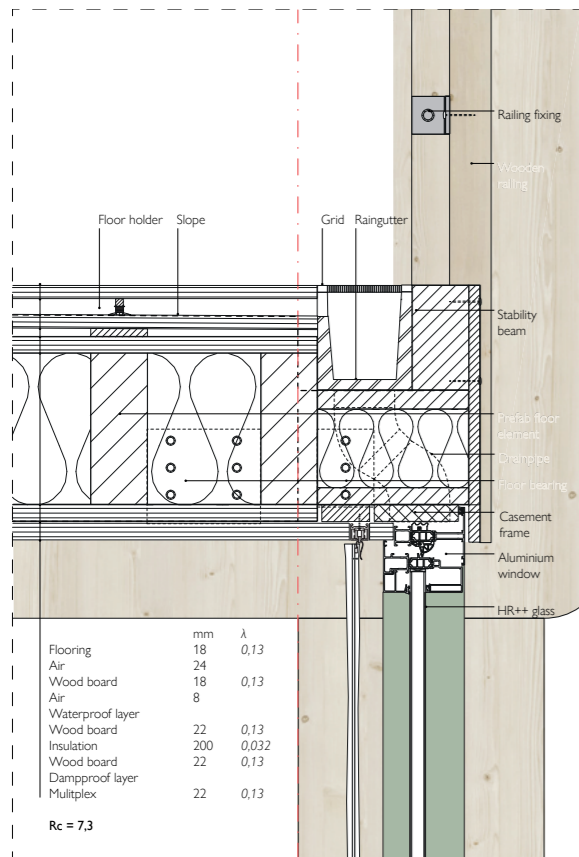 Railing fixing
Wooden
railing
Floor holder
Slope
Grid
Raingutter
Stability
beam
Prefab floor
element
Drempipe
Floor bearing
Casement
frame
Aluminium
window
HR++ glass
mm λ
Flooring 18 0,13
Air 24
Wood board 18 0,13
Air 8
Waterproof layer
Wood board 22 0,13
Insulation 200 0,032
Wood board 22 0,13
Dampproof layer
Mulitplex 22 0,13
Rc = 7,3